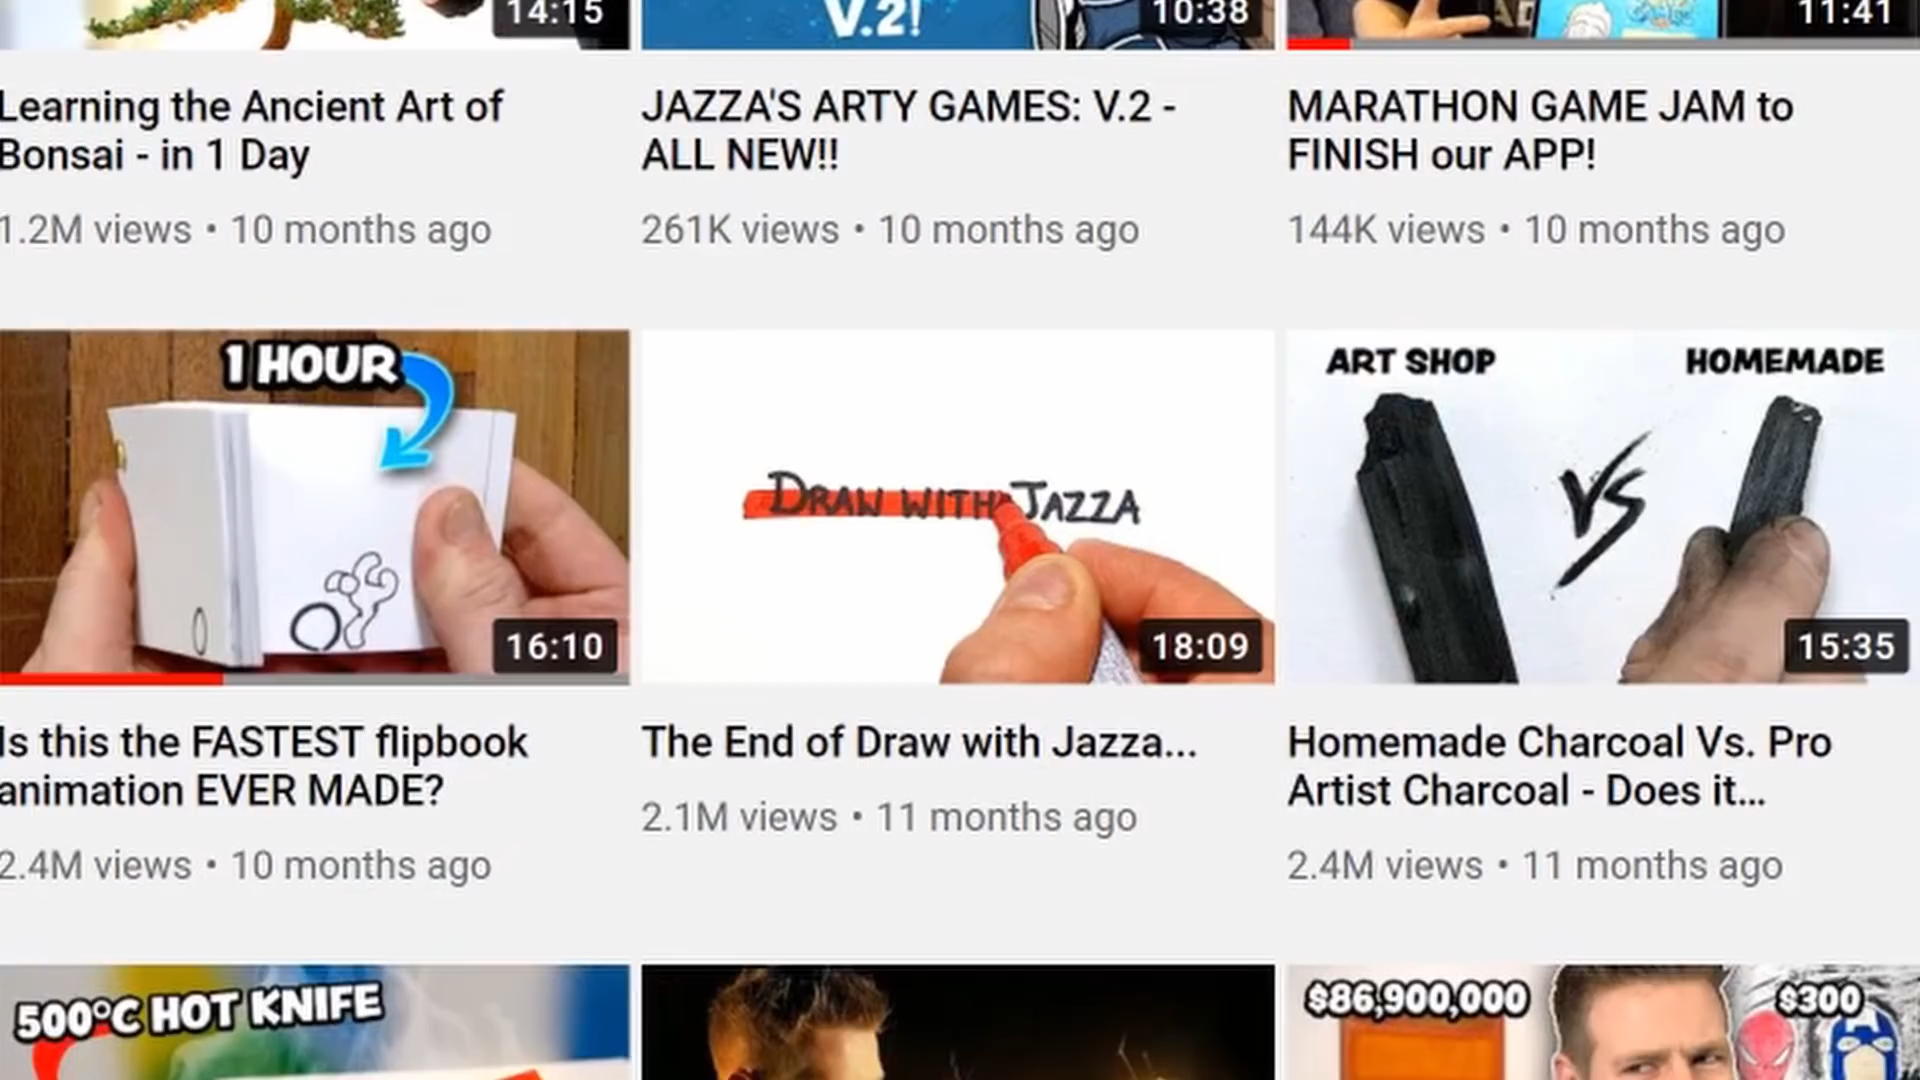 14:15
V.2!
10:38
11:41
Learning the Ancient Art of
Bonsai - in 1 Day
1.2M views • 10 months ago
JAZZA'S ARTY GAMES: V.2 -
ALL NEW!!
261K views • 10 months ago
MARATHON GAME JAM to
FINISH our APP!
144K views • 10 months ago
1 HOUR
16:10
DRAW WITH JAZZA
18:09
ART SHOP
VS
HOMEMADE
15:35
Is this the FASTEST flipbook
animation EVER MADE?
2.4M views • 10 months ago
The End of Draw with Jazza...
2.1M views • 11 months ago
Homemade Charcoal Vs. Pro
Artist Charcoal - Does it...
2.4M views • 11 months ago
500°C HOT KNIFE
$86,900,000
$300